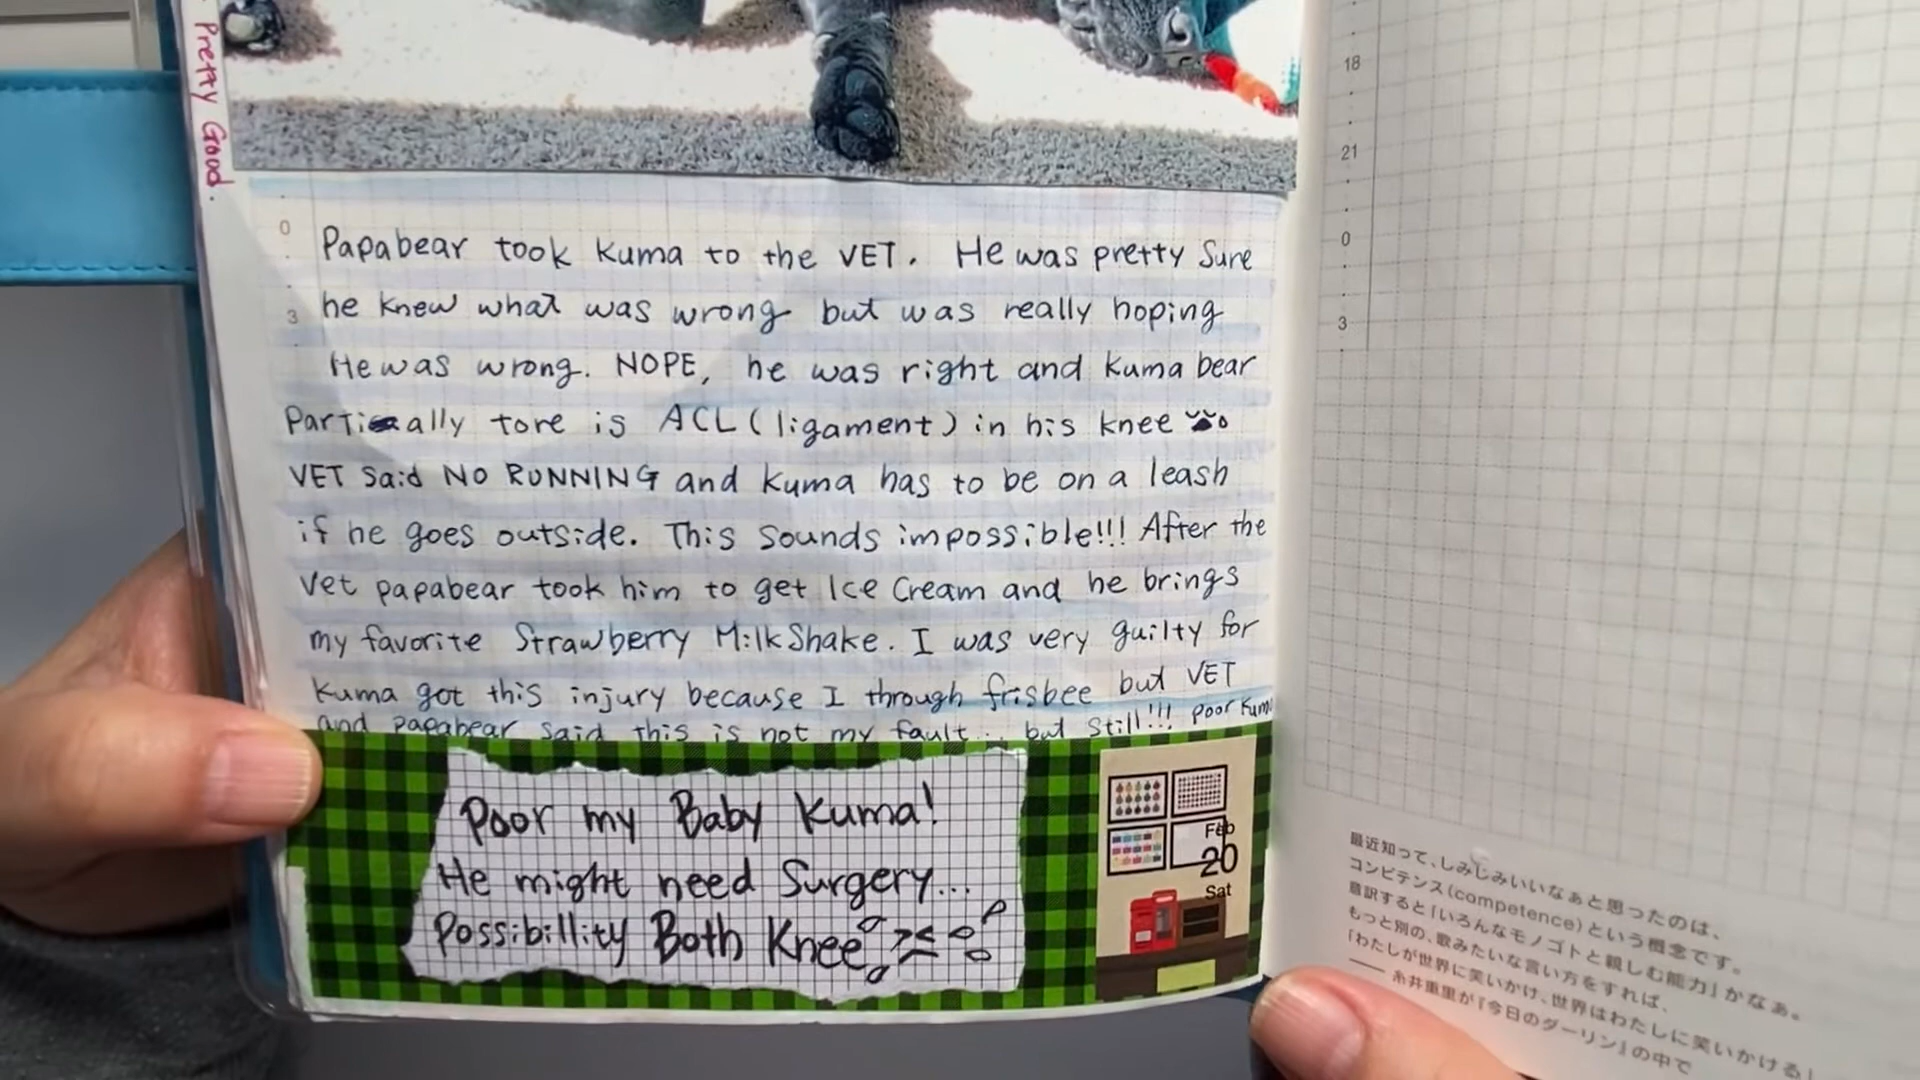 Pretty Good.
0
3
Papabear took Kuma to the VET. He was pretty Sure
he knew what was wrong but was really hoping
He was wrong. NOPE, he was right and Kuma bear
Partially tore is ACL (ligament) in his knee
VET Said NO RUNNING and Kuma has to be on a leash
if he goes outside. This Sounds impossible!!! After the
Vet papabear took him to get Ice Cream and he brings
my favorite Strawberry MilkShake. I was very guilty for
Kuma got this injury because I through frisbee but VET
and papabear said this is not my fault... but Still!!! Poor Kuma
Poor my Baby Kuma!
He might need Surgery...
Possibillity Both Knee
Feb
20
Sat
18
21
0
3
最近知って、しみじみいいなぁと思ったのは、
コンピテンス(competence)という概念です。
意訳すると「いろんなモノゴトと親しむ能力」かなぁ。
もっと別の、歌みたいな言い方をすれば、
「わたしが世界に笑いかけ、世界はわたしに笑いかける」
── 糸井重里が『今日のダーリン』の中で